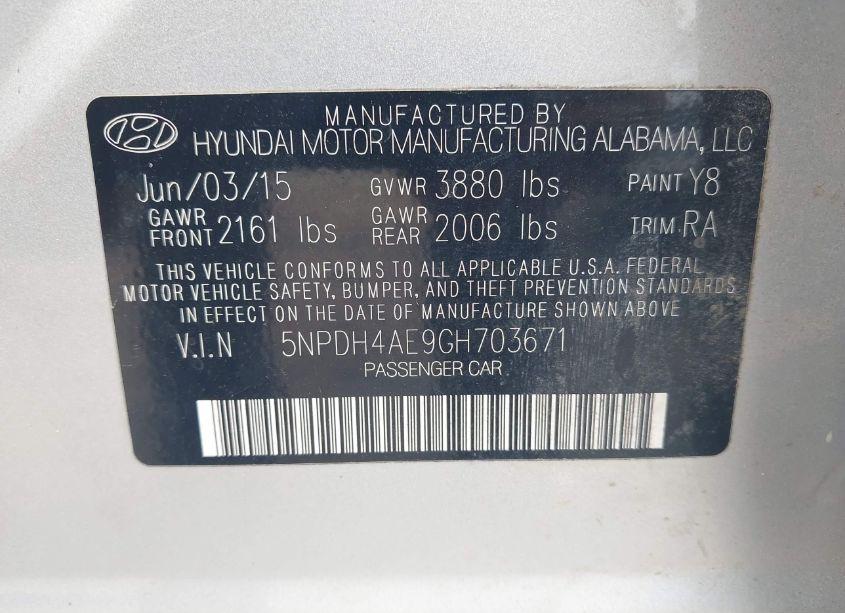 MANUFACTURED BY
HYUNDAI MOTOR MANUFACTURING ALABAMA, LLC
Jun/03/15 GVWR 3880 lbs PAINT Y8
GAWR FRONT 2161 lbs GAWR REAR 2006 lbs TRIM RA
THIS VEHICLE CONFORMS TO ALL APPLICABLE U.S.A. FEDERAL
MOTOR VEHICLE SAFETY, BUMPER, AND THEFT PREVENTION STANDARDS
IN EFFECT ON THE DATE OF MANUFACTURE SHOWN ABOVE
V.I.N 5NPDH4AE9GH703671
PASSENGER CAR